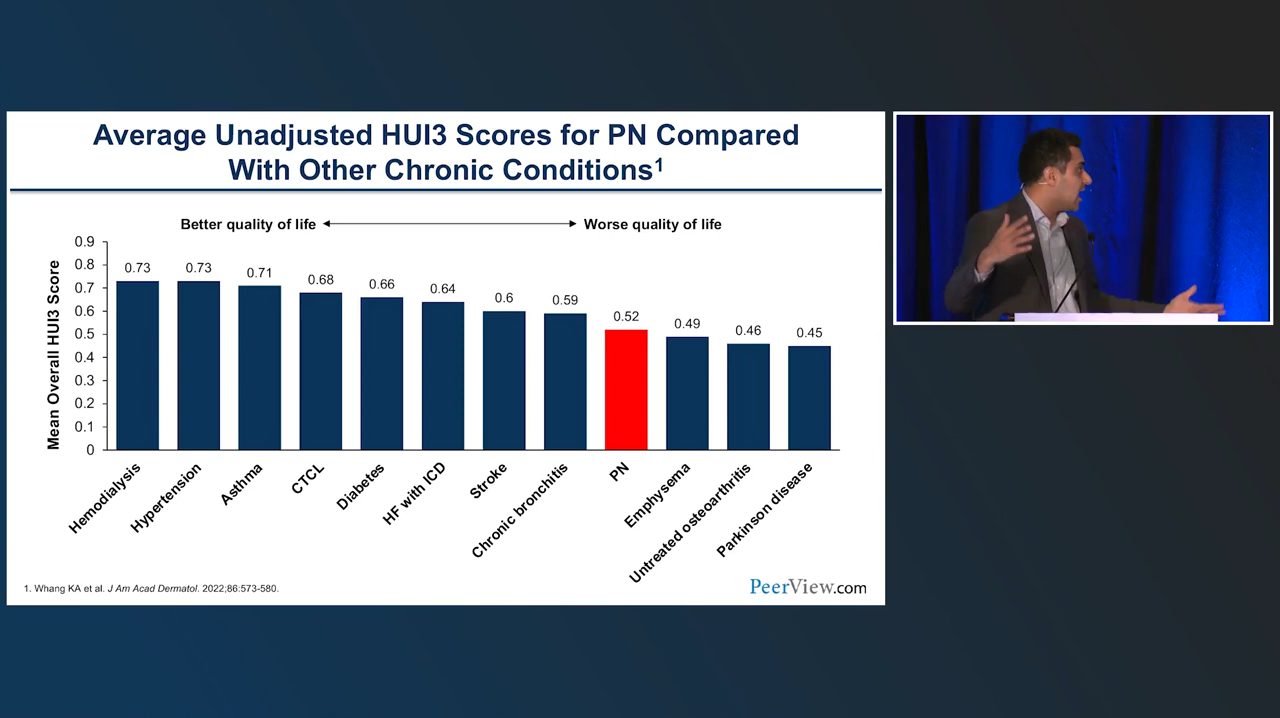 Average Unadjusted HUI3 Scores for PN Compared
With Other Chronic Conditions¹
Better quality of life
Worse quality of life
Mean Overall HUI3 Score
0.9
0.8
0.7
0.6
0.5
0.4
0.3
0.2
0.1
0
0.73
0.73
0.71
0.68
0.66
0.64
0.6
0.59
0.52
0.49
0.46
0.45
Hemodialysis
Hypertension
Asthma
CTCL
Diabetes
HF with ICD
Stroke
Chronic bronchitis
PN
Emphysema
Untreated osteoarthritis
Parkinson disease
1. Whang KA et al. J Am Acad Dermatol. 2022;86:573-580.
PeerView.com